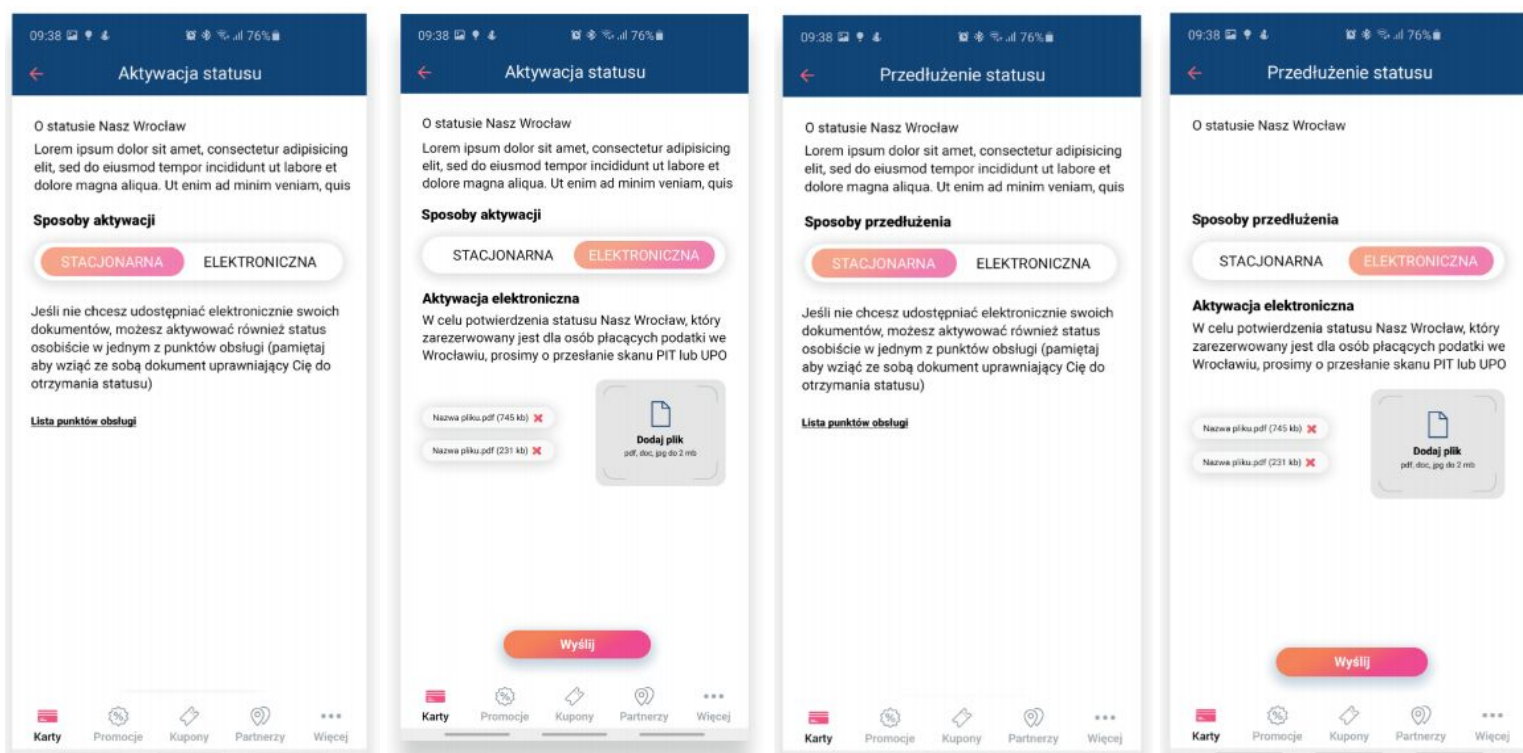 09:38 76%
Aktywacja statusu
O statusie Nasz Wrocław
Lorem ipsum dolor sit amet, consectetur adipisicing
elit, sed do eiusmod tempor incididunt ut labore et
dolore magna aliqua. Ut enim ad minim veniam, quis
Sposoby aktywacji
STACJONARNA ELEKTRONICZNA
Jeśli nie chcesz udostępniać elektronicznie swoich
dokumentów, możesz aktywować również status
osobiście w jednym z punktów obsługi (pamiętaj
aby wziąć ze sobą dokument uprawniający Cię do
otrzymania statusu)
Lista punktów obsługi
Karty Promocje Kupony Partnerzy Więcej
09:38 76%
Aktywacja statusu
O statusie Nasz Wrocław
Lorem ipsum dolor sit amet, consectetur adipisicing
elit, sed do eiusmod tempor incididunt ut labore et
dolore magna aliqua. Ut enim ad minim veniam, quis
Sposoby aktywacji
STACJONARNA ELEKTRONICZNA
Aktywacja elektroniczna
W celu potwierdzenia statusu Nasz Wrocław, który
zarezerwowany jest dla osób płacących podatki we
Wrocławiu, prosimy o przesłanie skanu PIT lub UPO
Nazwa pliku.pdf (745 kb)
Nazwa pliku.pdf (231 kb)
Dodaj plik
pdf, doc, jpg do 2 mb
Wyślij
Karty Promocje Kupony Partnerzy Więcej
09:38 76%
Przedłużenie statusu
O statusie Nasz Wrocław
Lorem ipsum dolor sit amet, consectetur adipisicing
elit, sed do eiusmod tempor incididunt ut labore et
dolore magna aliqua. Ut enim ad minim veniam, quis
Sposoby przedłużenia
STACJONARNA ELEKTRONICZNA
Jeśli nie chcesz udostępniać elektronicznie swoich
dokumentów, możesz aktywować również status
osobiście w jednym z punktów obsługi (pamiętaj
aby wziąć ze sobą dokument uprawniający Cię do
otrzymania statusu)
Lista punktów obsługi
Karty Promocje Kupony Partnerzy Więcej
09:38 76%
Przedłużenie statusu
O statusie Nasz Wrocław
Sposoby przedłużenia
STACJONARNA ELEKTRONICZNA
Aktywacja elektroniczna
W celu potwierdzenia statusu Nasz Wrocław, który
zarezerwowany jest dla osób płacących podatki we
Wrocławiu, prosimy o przesłanie skanu PIT lub UPO
Nazwa pliku.pdf (745 kb)
Nazwa pliku.pdf (231 kb)
Dodaj plik
pdf, doc, jpg do 2 mb
Wyślij
Karty Promocje Kupony Partnerzy Więcej